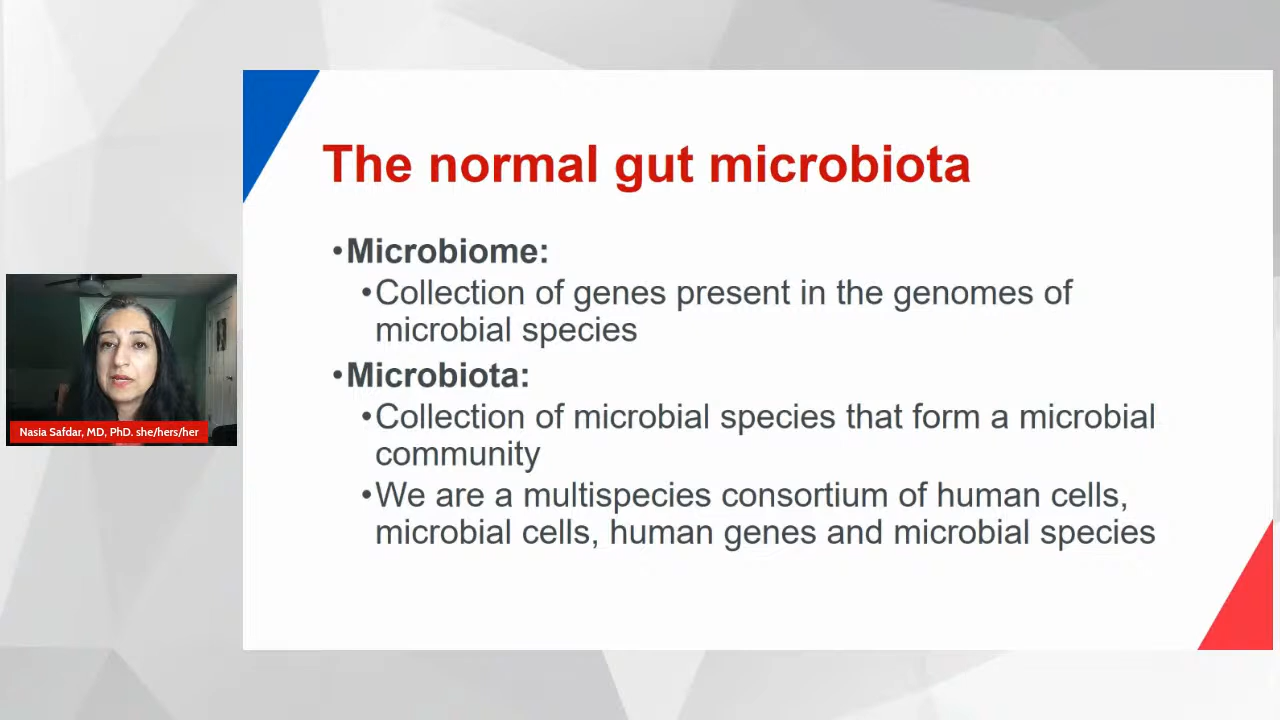 The normal gut microbiota
•Microbiome:
•Collection of genes present in the genomes of
microbial species
•Microbiota:
•Collection of microbial species that form a microbial
community
•We are a multispecies consortium of human cells,
microbial cells, human genes and microbial species
Nasia Safdar, MD, PhD. she/hers/her